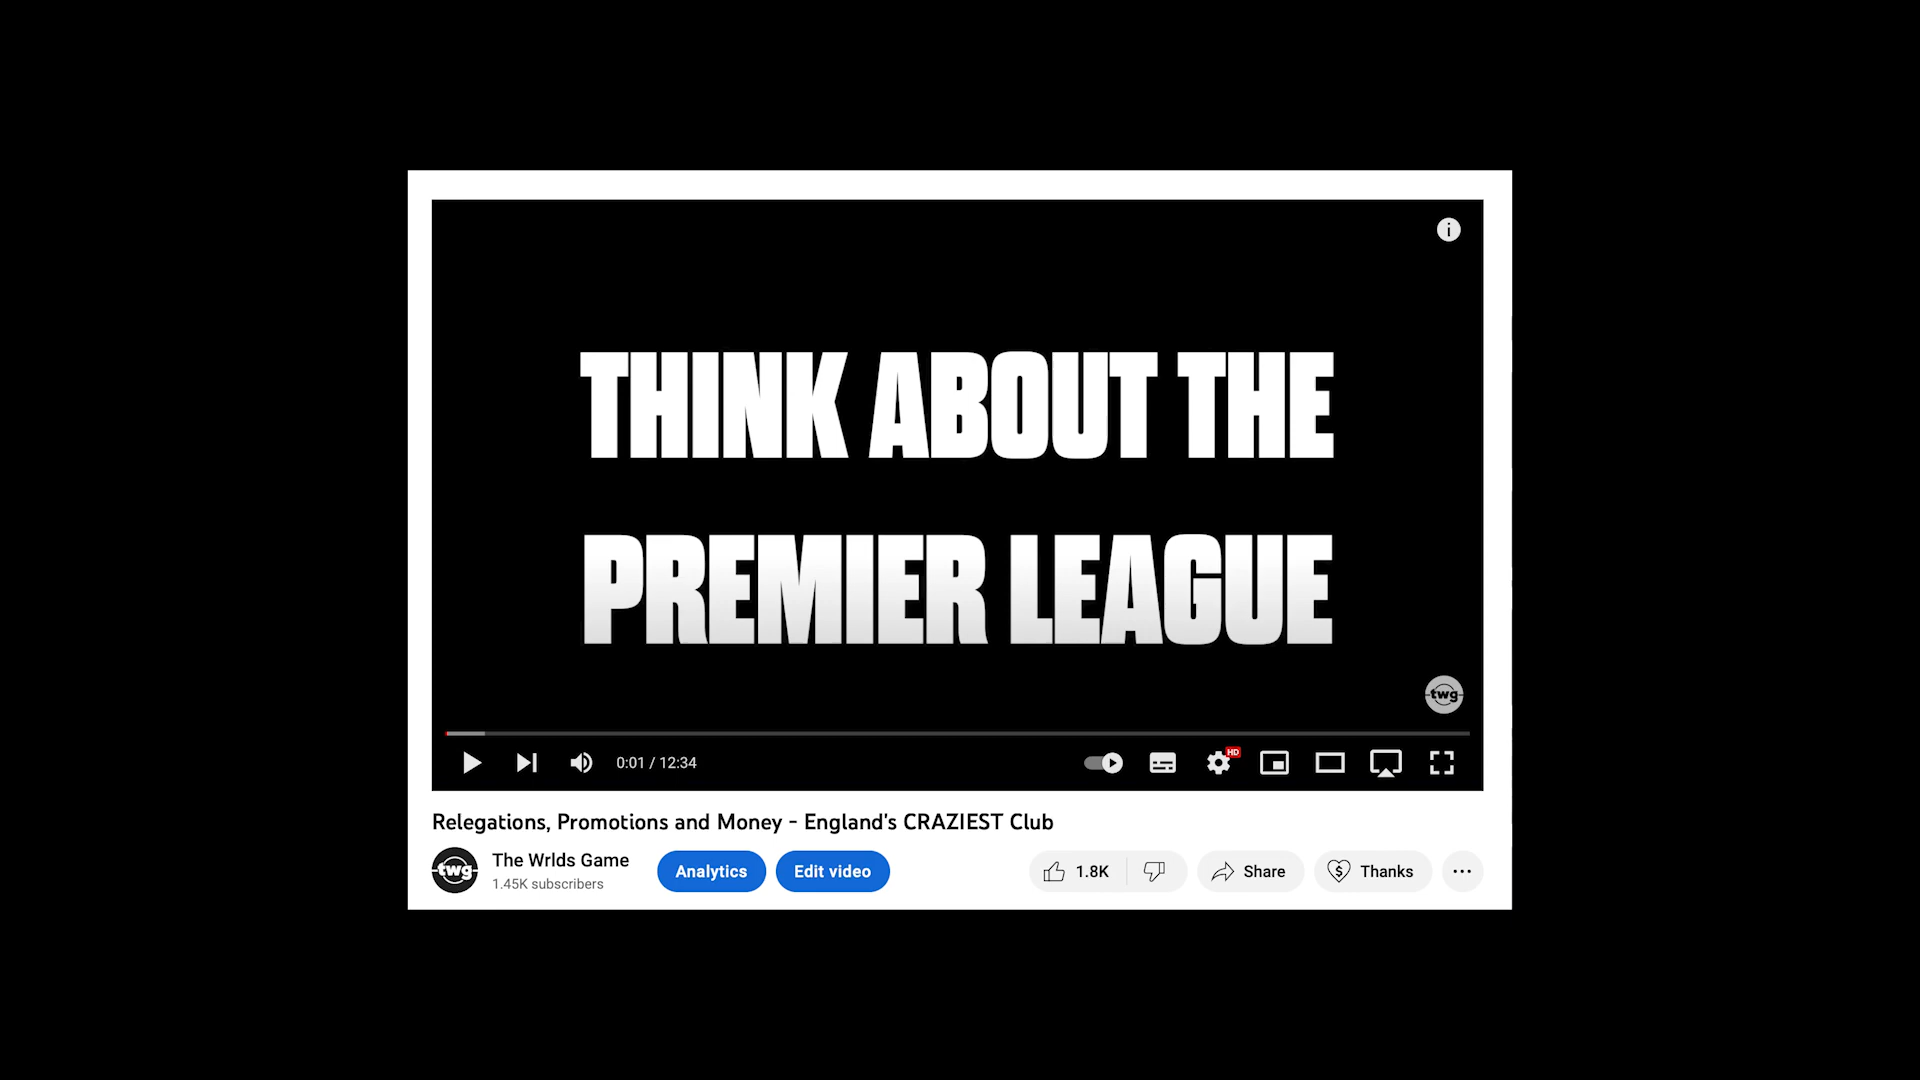 i
THINK ABOUT THE
PREMIER LEAGUE
twg
0:01 / 12:34
HD
Relegations, Promotions and Money - England's CRAZIEST Club
twg
The Wrlds Game
1.45K subscribers
Analytics
Edit video
1.8K
Share
$
Thanks